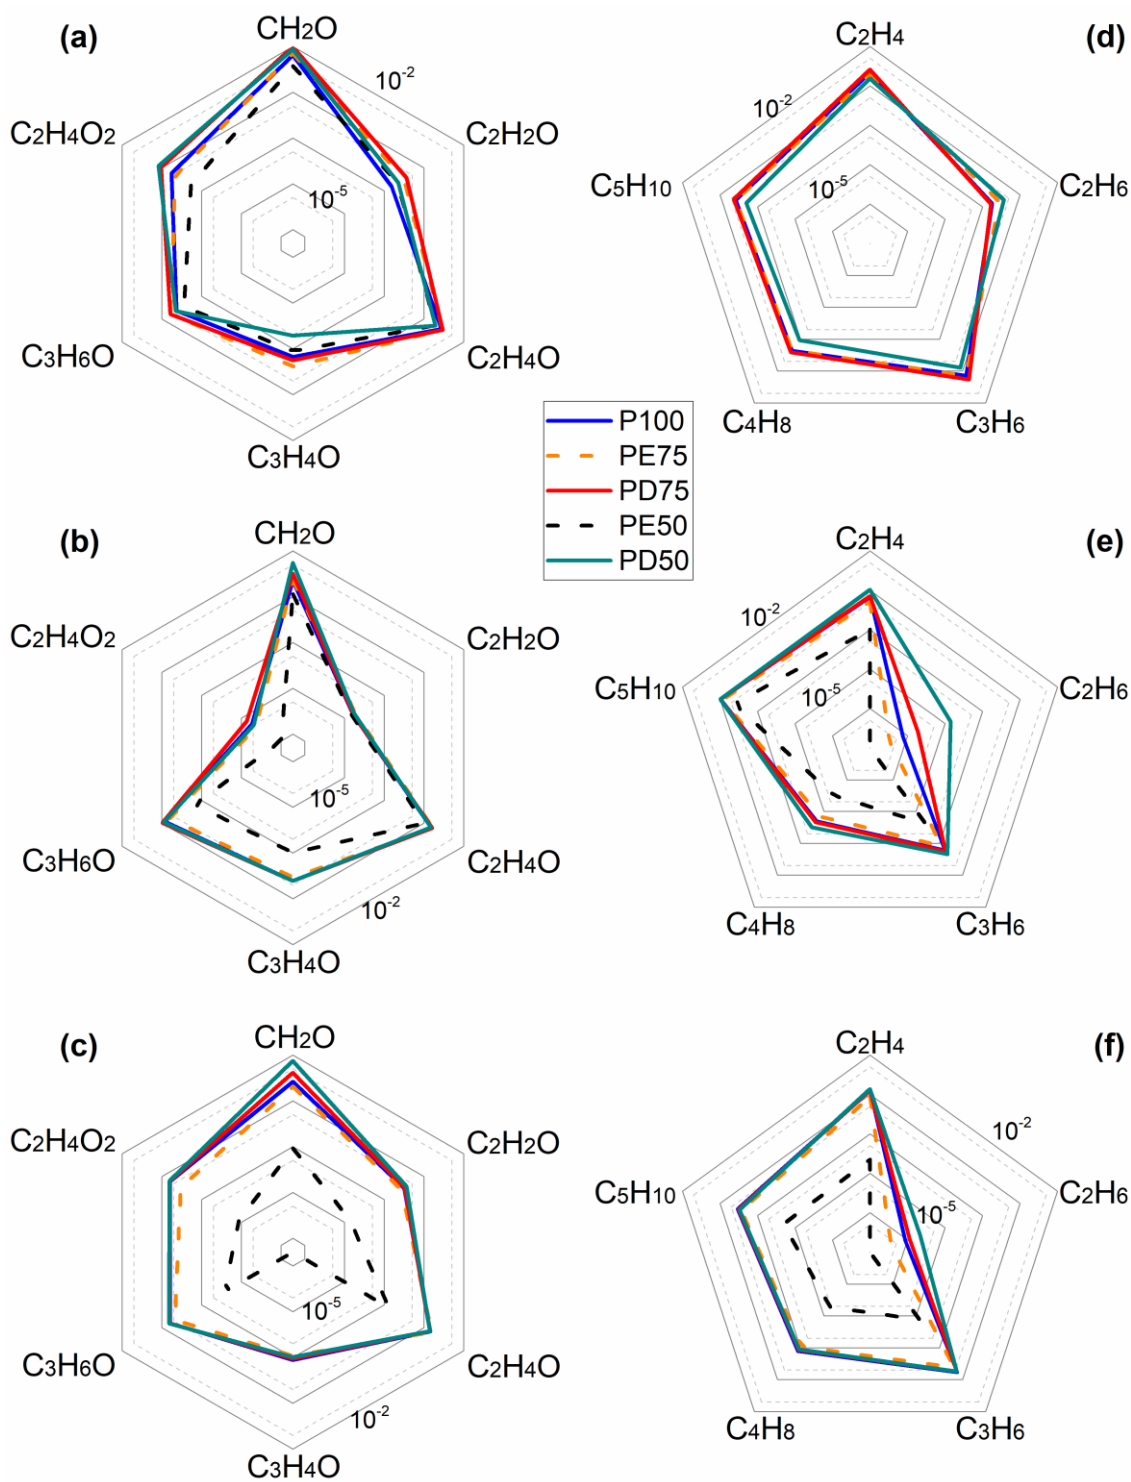 (a)
CH2O
10-2
C2H4O2
C2H2O
10-5
C3H6O
C2H4O
C3H4O
(d)
C2H4
10-2
C5H10
10-5
C2H6
C4H8
C3H6
P100
PE75
PD75
PE50
PD50
(b)
CH2O
C2H4O2
C2H2O
10-5
C3H6O
C2H4O
10-2
C3H4O
(e)
C2H4
10-2
C5H10
10-5
C2H6
C4H8
C3H6
(c)
CH2O
C2H4O2
C2H2O
10-5
C3H6O
C2H4O
10-2
C3H4O
(f)
C2H4
10-2
C5H10
10-5
C2H6
C4H8
C3H6